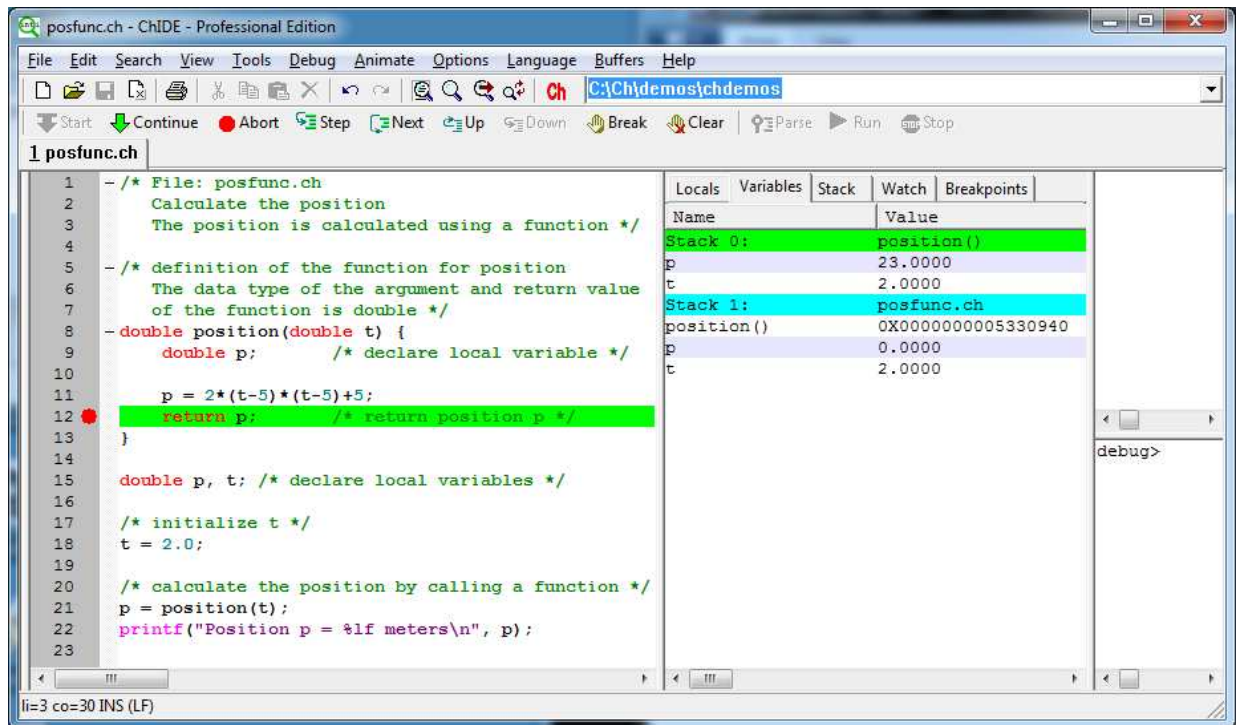 posfunc.ch - ChIDE - Professional Edition
File Edit Search View Tools Debug Animate Options Language Buffers Help
Ch C:\Ch\demos\chdemos
Start Continue Abort Step Next Up Down Break Clear Parse Run Stop
1 posfunc.ch
1 /* File: posfunc.ch
2 Calculate the position
3 The position is calculated using a function */
4
5 /* definition of the function for position
6 The data type of the argument and return value
7 of the function is double */
8 double position(double t) {
9 double p; /* declare local variable */
10
11 p = 2*(t-5)*(t-5)+5;
12 return p; /* return position p */
13 }
14
15 double p, t; /* declare local variables */
16
17 /* initialize t */
18 t = 2.0;
19
20 /* calculate the position by calling a function */
21 p = position(t);
22 printf("Position p = %lf meters\n", p);
23
Locals Variables Stack Watch Breakpoints
Name Value
Stack 0: position()
p 23.0000
t 2.0000
Stack 1: posfunc.ch
position() 0X0000000005330940
p 0.0000
t 2.0000
debug>
li=3 co=30 INS (LF)